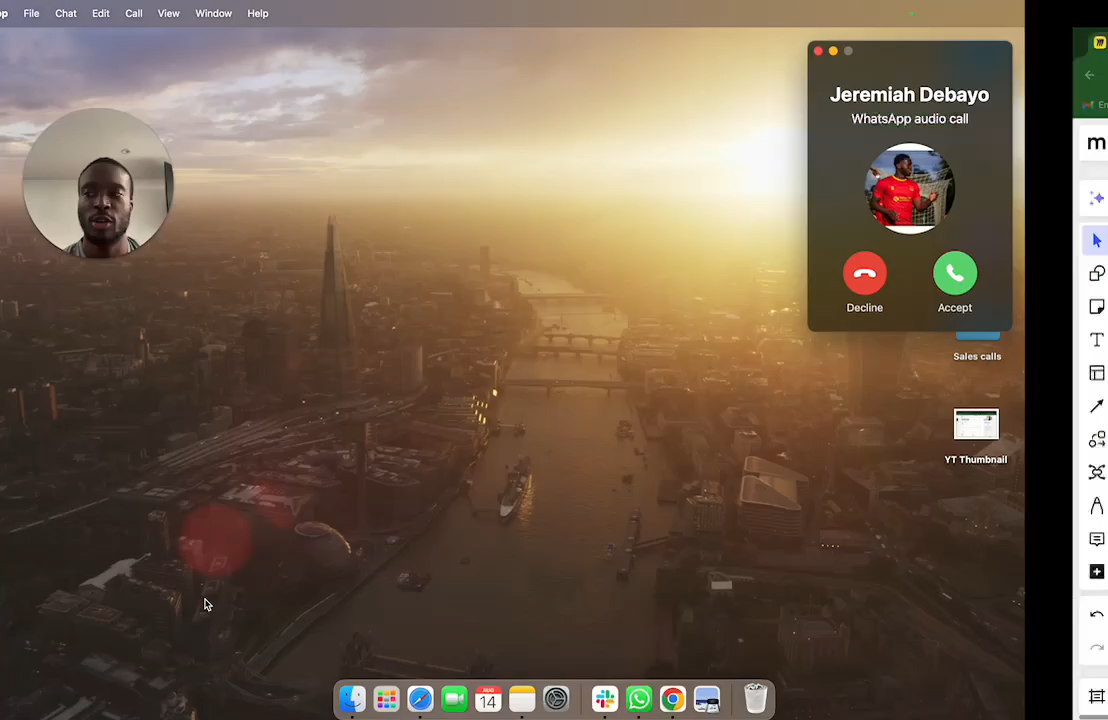 File Chat Edit Call View Window Help
Jeremiah Debayo
WhatsApp audio call
Decline Accept
Sales calls
YT Thumbnail
AUG
14
m
T